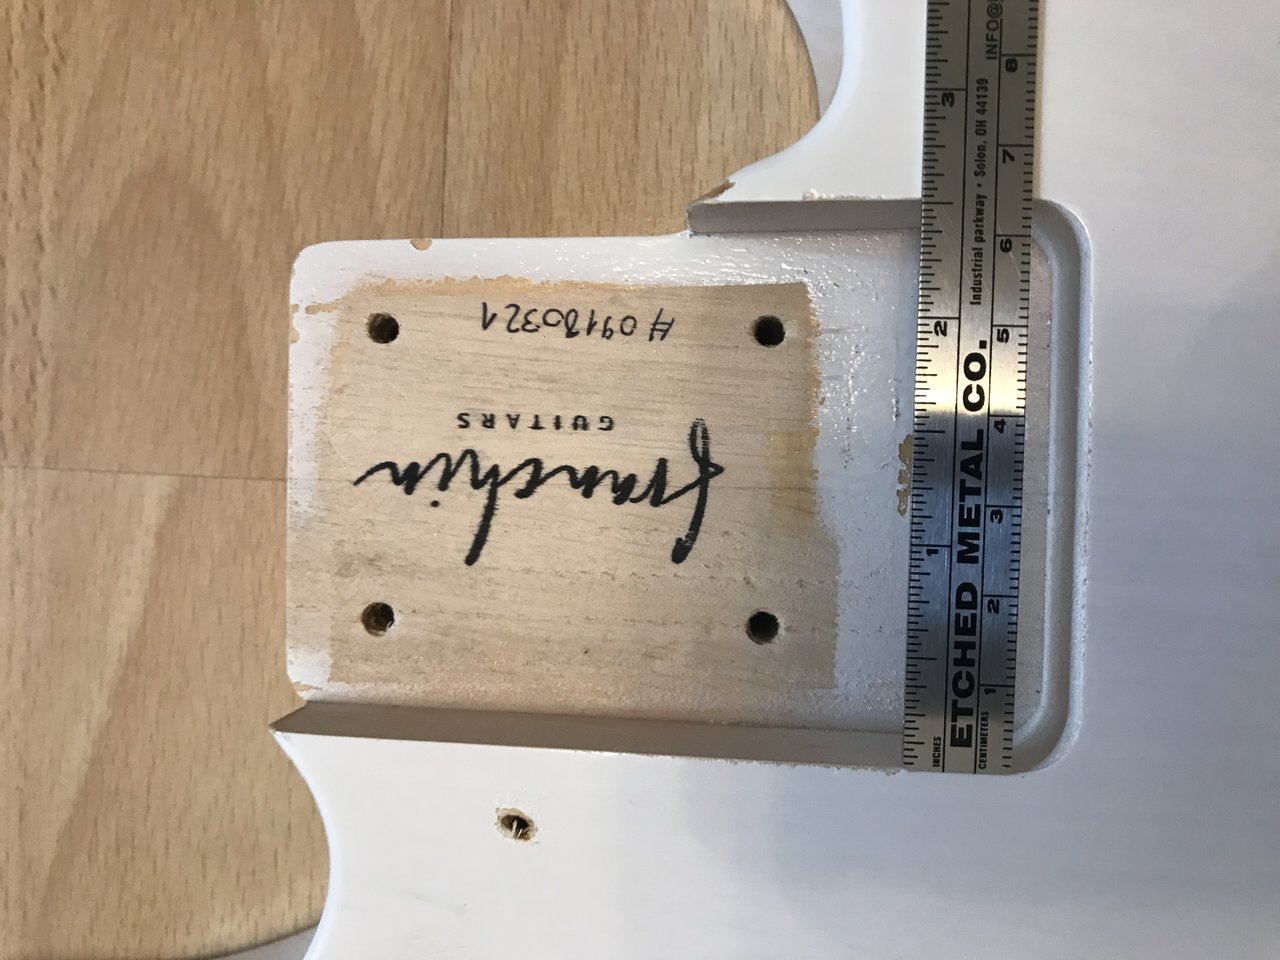 franchin
GUITARS
#09180321
INCHES
1
2
3
ETCHED METAL CO.
Industrial parkway • Solon, OH 44139
INFO@
CENTIMETERS
1
2
3
4
5
6
7
8